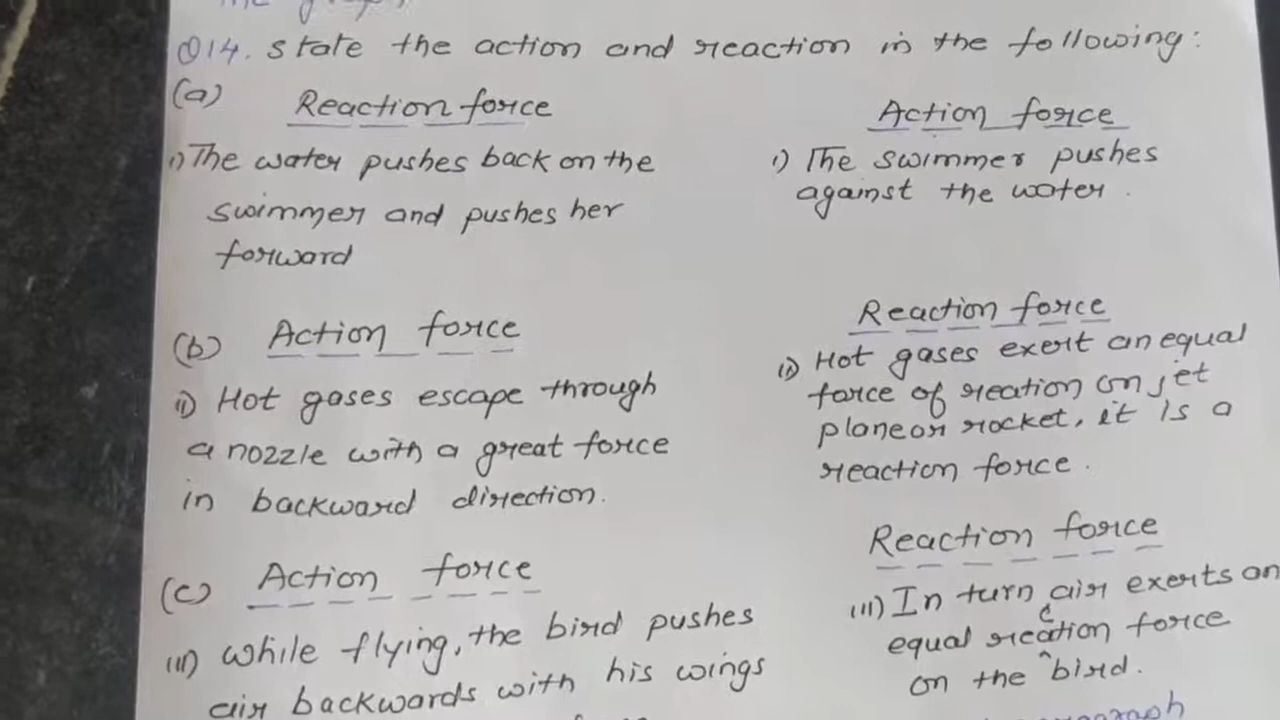 Q14. state the action and reaction in the following:
(a) Reaction force
i) The water pushes back on the
swimmer and pushes her
forward
Action force
i) The swimmer pushes
against the water.
(b) Action force
ii) Hot gases escape through
a nozzle with a great force
in backward direction.
Reaction force
ii) Hot gases exert an equal
force of reation on jet
plane or rocket, it is a
reaction force.
(c) Action force
iii) While flying, the bird pushes
air backwards with his wings
Reaction force
iii) In turn air exerts an
equal reaction force
on the bird.